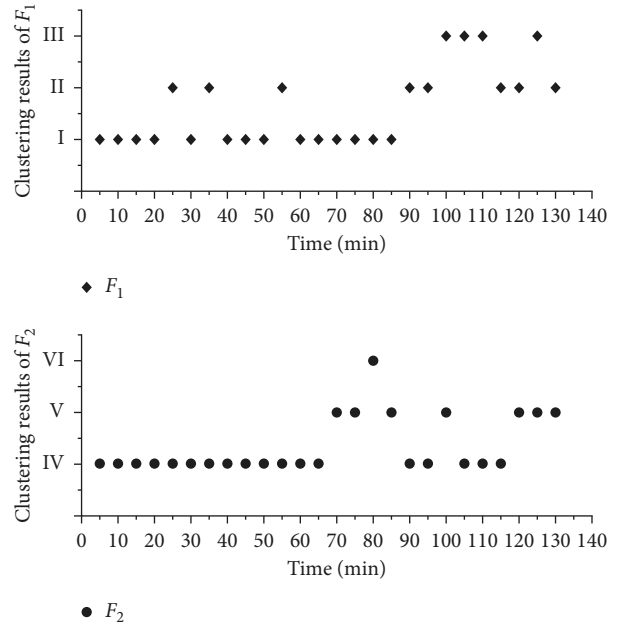 Clustering results of F1
III
II
I
0 10 20 30 40 50 60 70 80 90 100 110 120 130 140
Time (min)
F1
Clustering results of F2
VI
V
IV
0 10 20 30 40 50 60 70 80 90 100 110 120 130 140
Time (min)
F2